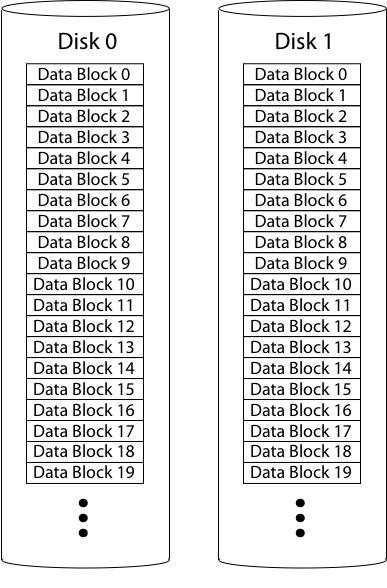 Disk 0
Data Block 0
Data Block 1
Data Block 2
Data Block 3
Data Block 4
Data Block 5
Data Block 6
Data Block 7
Data Block 8
Data Block 9
Data Block 10
Data Block 11
Data Block 12
Data Block 13
Data Block 14
Data Block 15
Data Block 16
Data Block 17
Data Block 18
Data Block 19
Disk 1
Data Block 0
Data Block 1
Data Block 2
Data Block 3
Data Block 4
Data Block 5
Data Block 6
Data Block 7
Data Block 8
Data Block 9
Data Block 10
Data Block 11
Data Block 12
Data Block 13
Data Block 14
Data Block 15
Data Block 16
Data Block 17
Data Block 18
Data Block 19